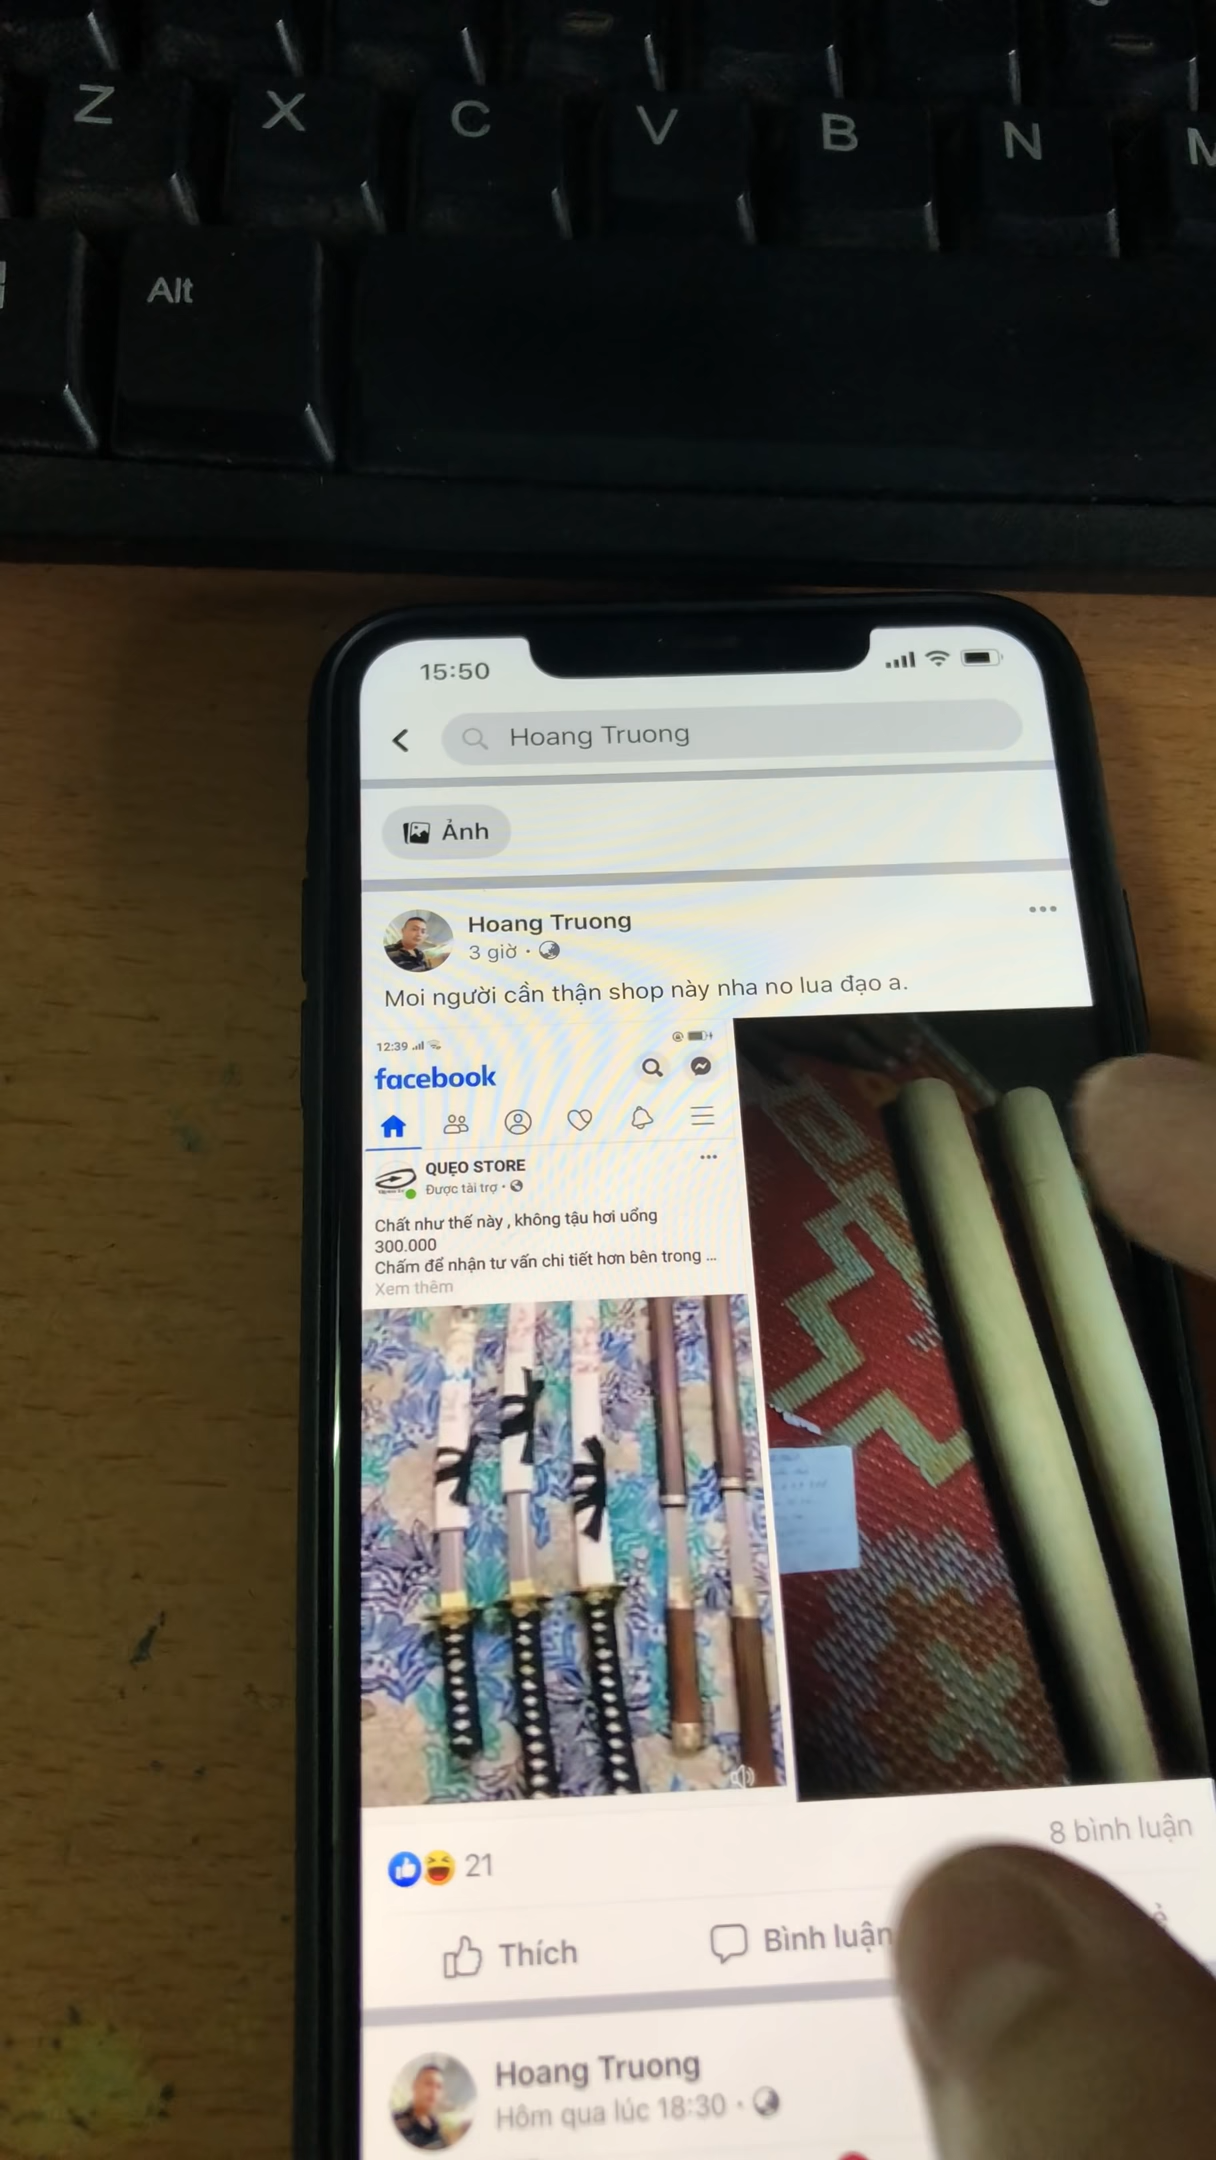 Z X C V B N M
Alt
15:50
Hoang Truong
Ảnh
Hoang Truong
3 giờ ·
Moi người cần thận shop này nha no lua đạo a.
12:39
facebook
QUẸO STORE
Được tài trợ ·
Chất như thế này , không tậu hơi uổng
300.000
Chấm để nhận tư vấn chi tiết hơn bên trong ...
Xem thêm
21
8 bình luận
Thích
Bình luận
Hoang Truong
Hôm qua lúc 18:30 ·